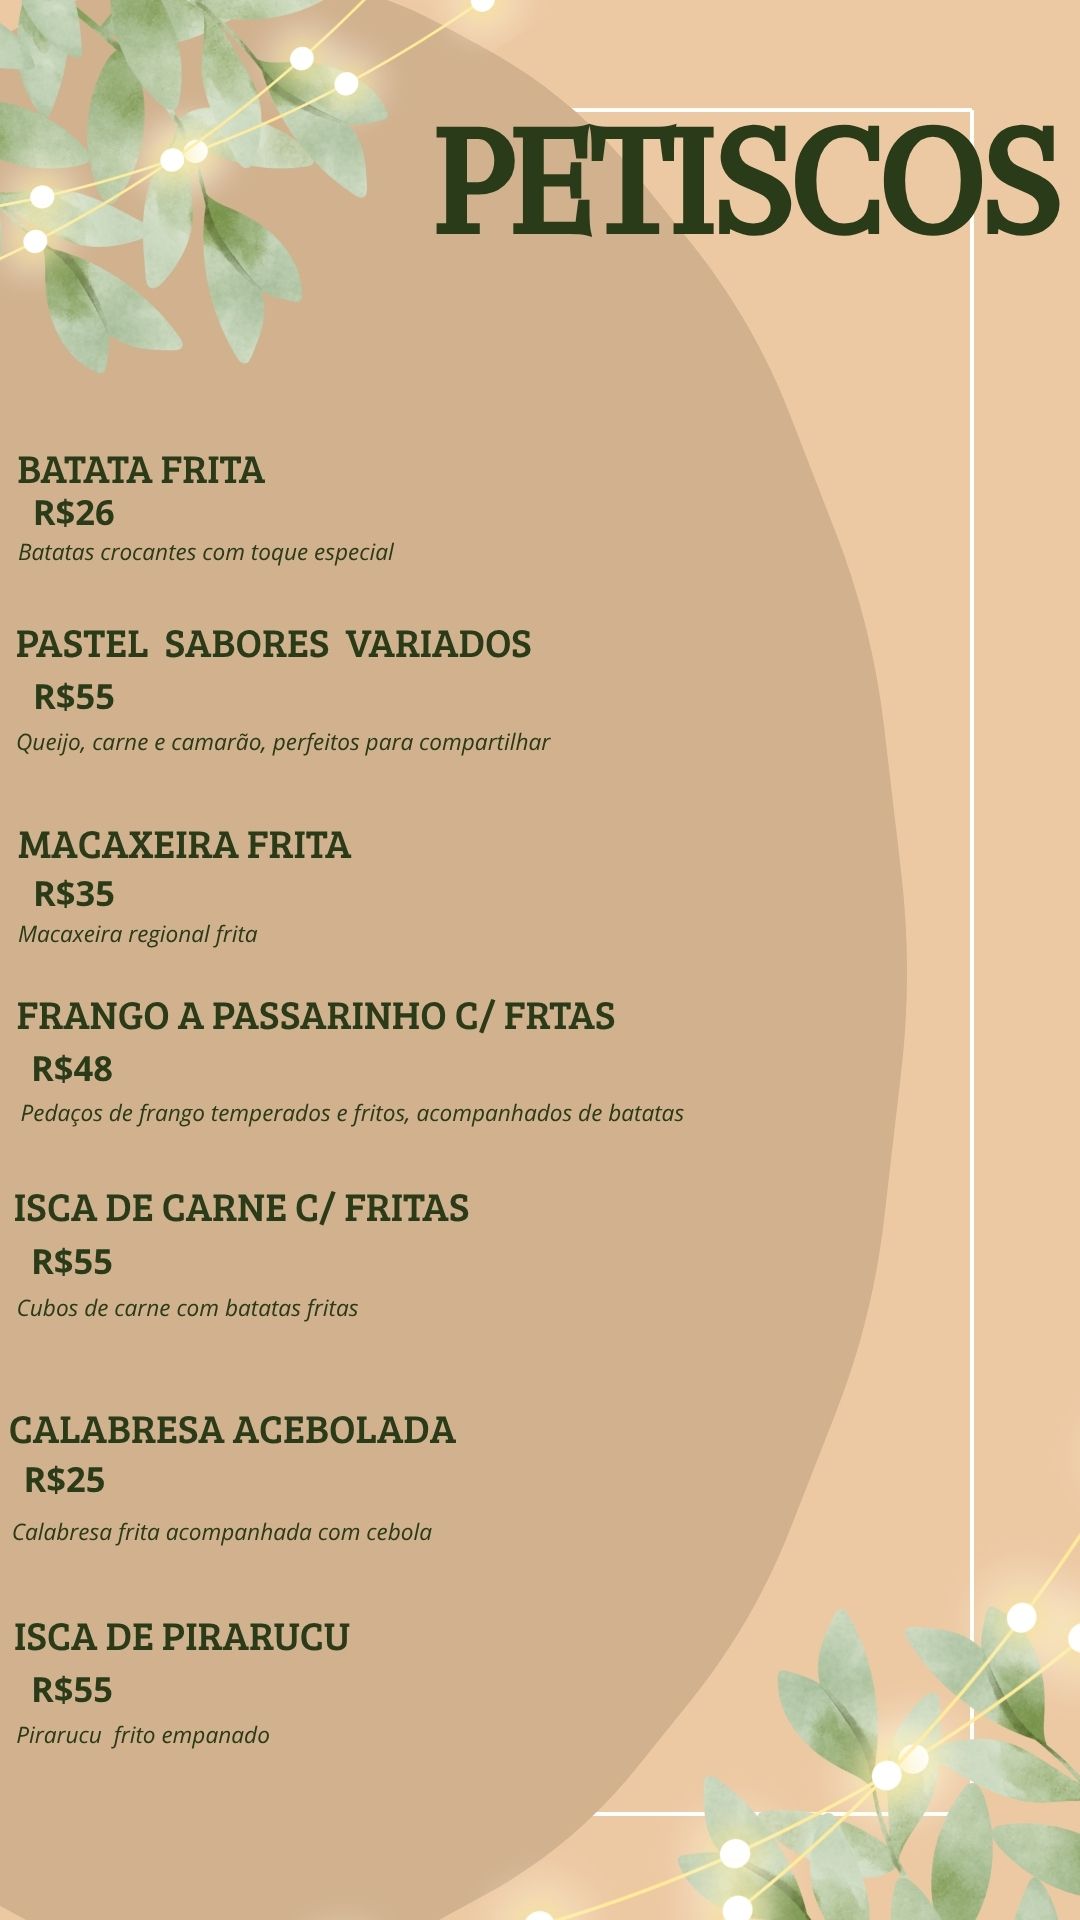 PETISCOS
BATATA FRITA
R$26
Batatas crocantes com toque especial
PASTEL SABORES VARIADOS
R$55
Queijo, carne e camarão, perfeitos para compartilhar
MACAXEIRA FRITA
R$35
Macaxeira regional frita
FRANGO A PASSARINHO C/ FRTAS
R$48
Pedaços de frango temperados e fritos, acompanhados de batatas
ISCA DE CARNE C/ FRITAS
R$55
Cubos de carne com batatas fritas
CALABRESA ACEBOLADA
R$25
Calabresa frita acompanhada com cebola
ISCA DE PIRARUCU
R$55
Pirarucu frito empanado